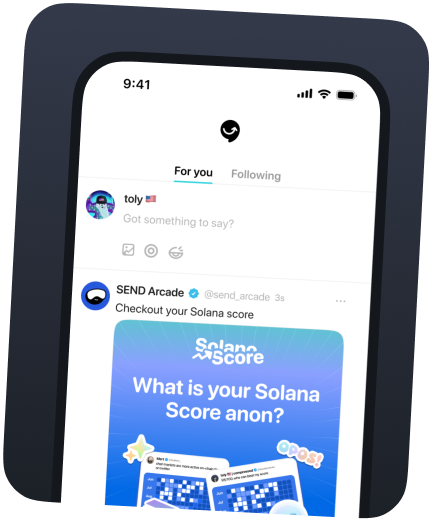 9:41
For you Following
toly 🇺🇸
Got something to say?
SEND Arcade @send_arcade 3s
Checkout your Solana score
Solana
Score
What is your Solana
Score anon?
OPOS!